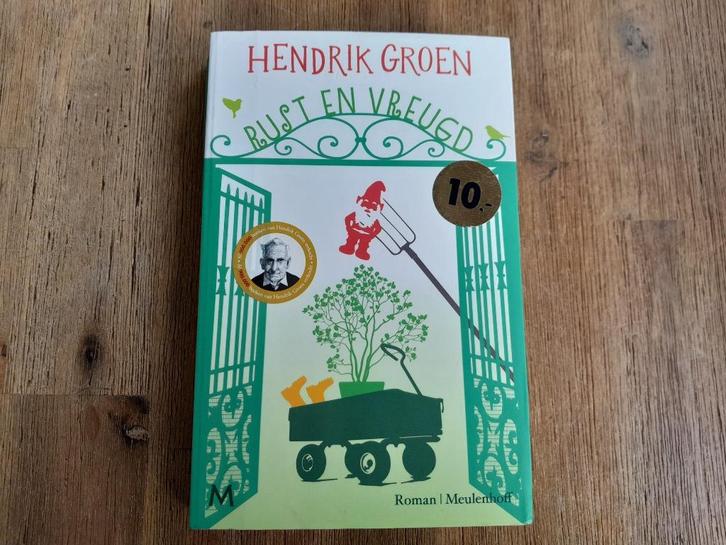 HENDRIK GROEN
RUST EN VREUGD
10,-
M
Roman | Meulenhoff